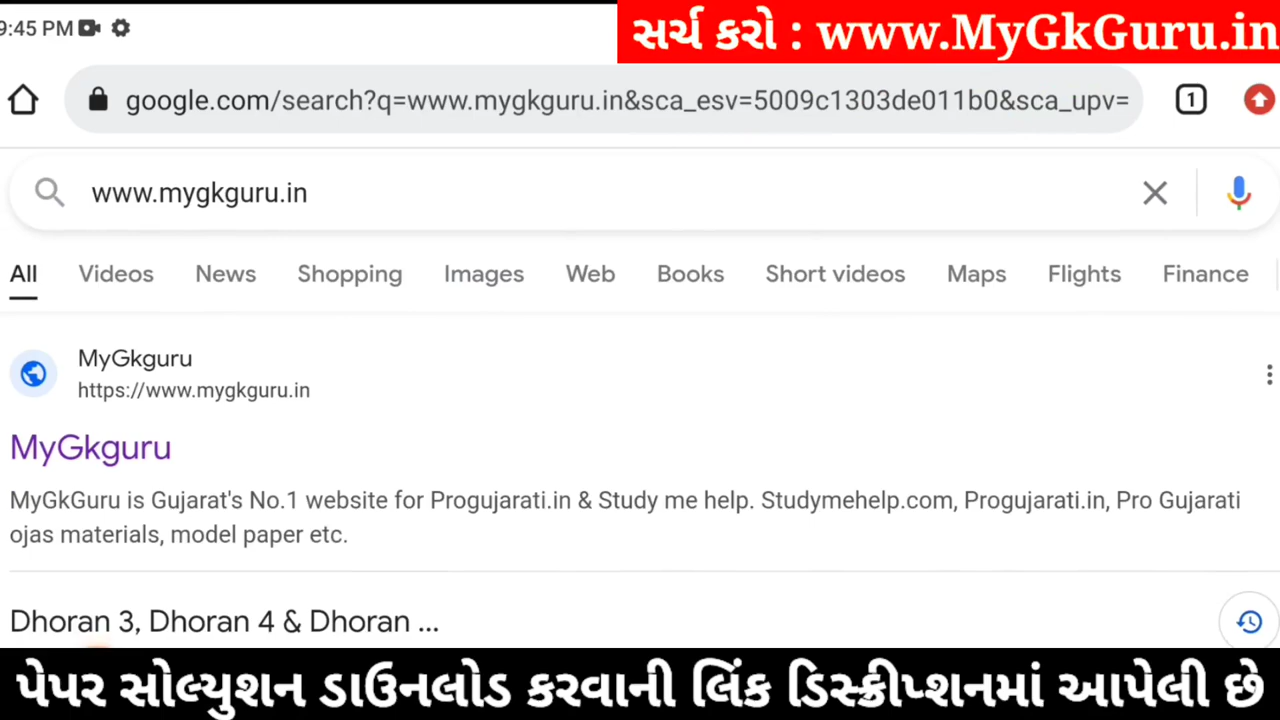 9:45 PM
સર્ચ કરો : www.MyGkGuru.in
google.com/search?q=www.mygkguru.in&sca_esv=5009c1303de011b0&sca_upv=
1
www.mygkguru.in
All Videos News Shopping Images Web Books Short videos Maps Flights Finance
MyGkguru
https://www.mygkguru.in
MyGkguru
MyGkGuru is Gujarat's No.1 website for Progujarati.in & Study me help. Studymehelp.com, Progujarati.in, Pro Gujarati
ojas materials, model paper etc.
Dhoran 3, Dhoran 4 & Dhoran ...
પેપર સોલ્યુશન ડાઉનલોડ કરવાની લિંક ડિસ્ક્રીપ્શનમાં આપેલી છે